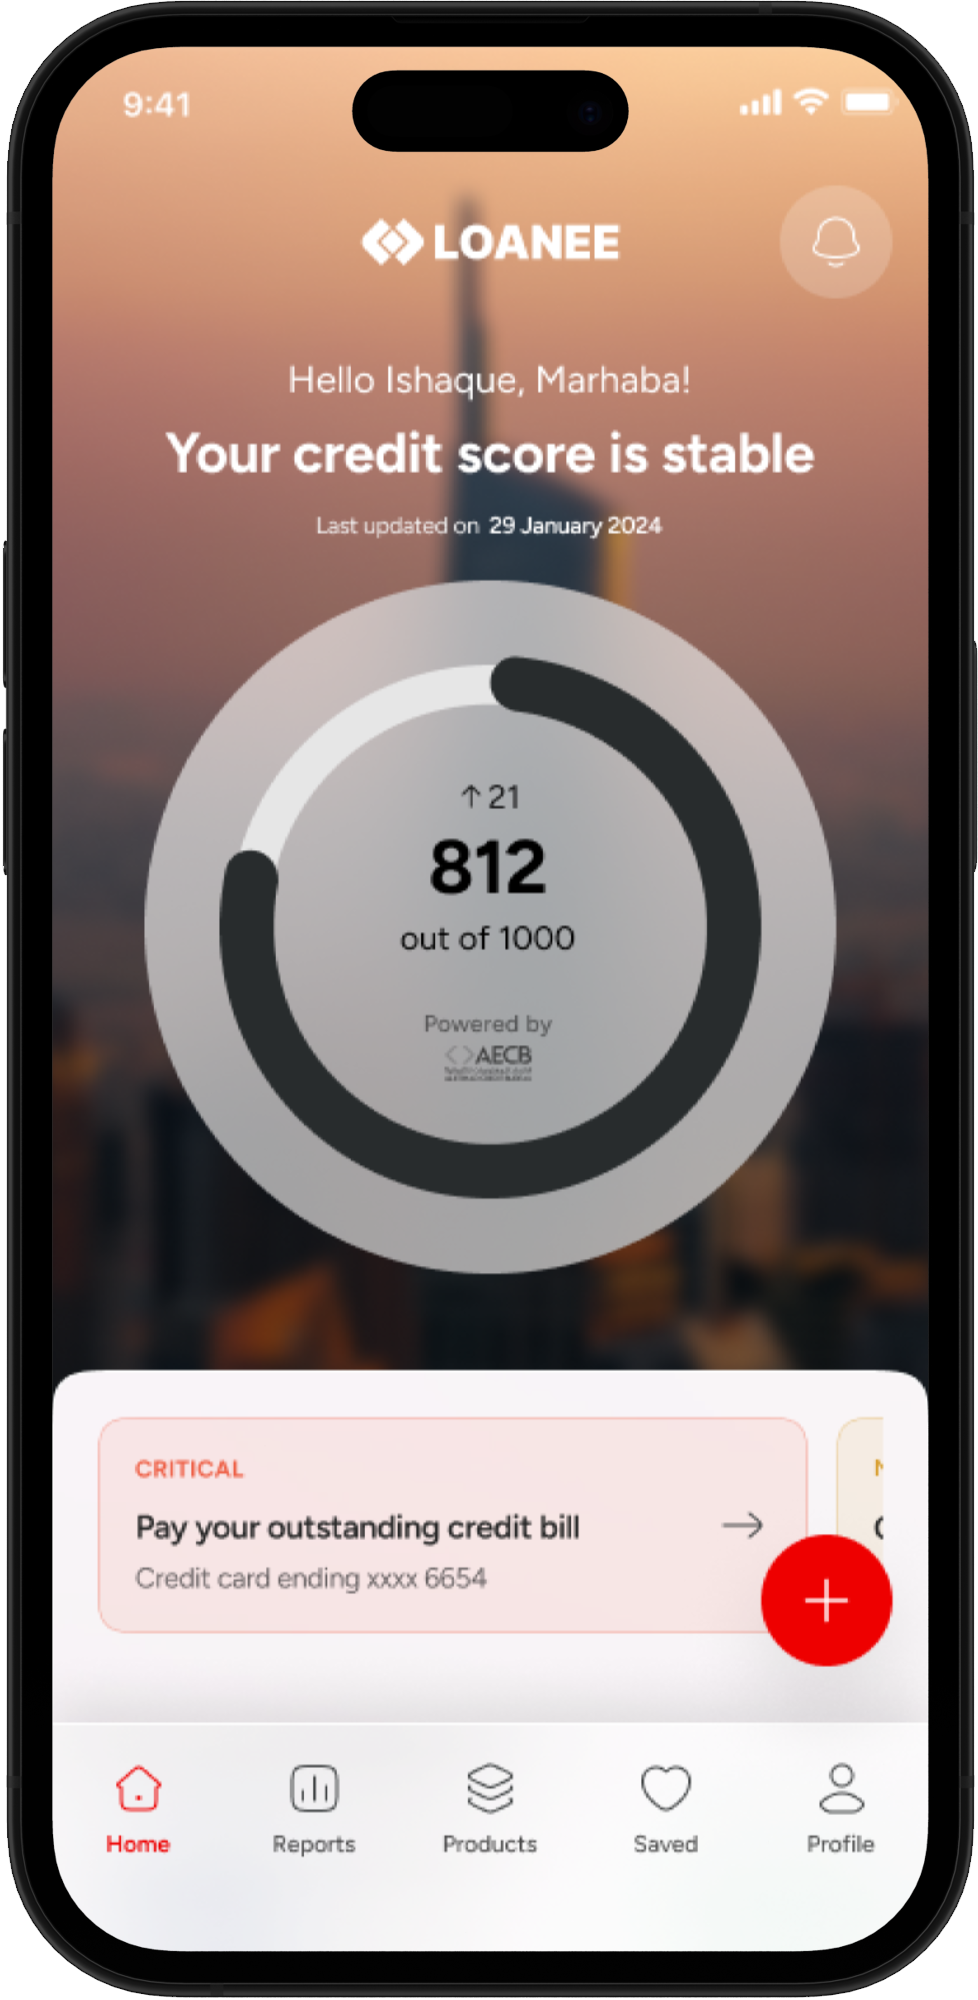 9:41
LOANEE
Hello Ishaque, Marhaba!
Your credit score is stable
Last updated on 29 January 2024
↑ 21
812
out of 1000
Powered by
AECB
CRITICAL
Pay your outstanding credit bill
Credit card ending xxxx 6654
Home
Reports
Products
Saved
Profile